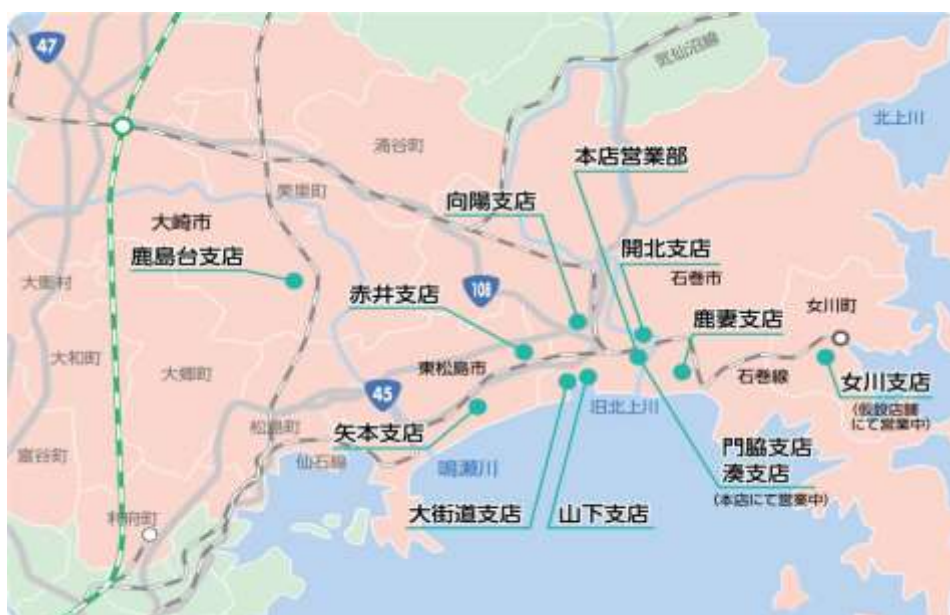 47
気仙沼線
北上川
涌谷町
本店営業部
美里町
向陽支店
大崎市
開北支店
鹿島台支店
石巻市
大衡村
108
赤井支店
女川町
鹿妻支店
大和町
東松島市
石巻線
大郷町
45
女川支店
(仮設店舗
にて営業中)
旧北上川
松島町
矢本支店
門脇支店
湊支店
(本店にて営業中)
富谷町
仙石線
鳴瀬川
大街道支店
山下支店
利府町